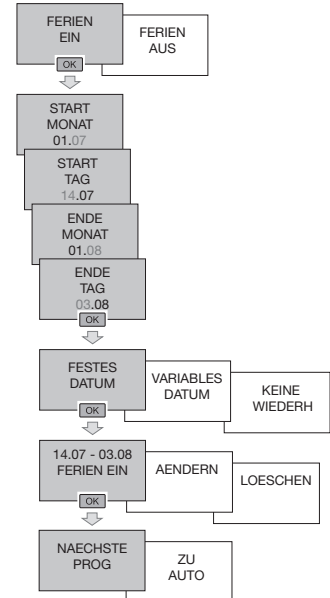 FERIEN
EIN
FERIEN
AUS
OK
START
MONAT
01.07
START
TAG
14.07
ENDE
MONAT
01.08
ENDE
TAG
03.08
OK
FESTES
DATUM
VARIABLES
DATUM
KEINE
WIEDERH
OK
14.07 - 03.08
FERIEN EIN
AENDERN
LOESCHEN
OK
NAECHSTE
PROG
ZU
AUTO